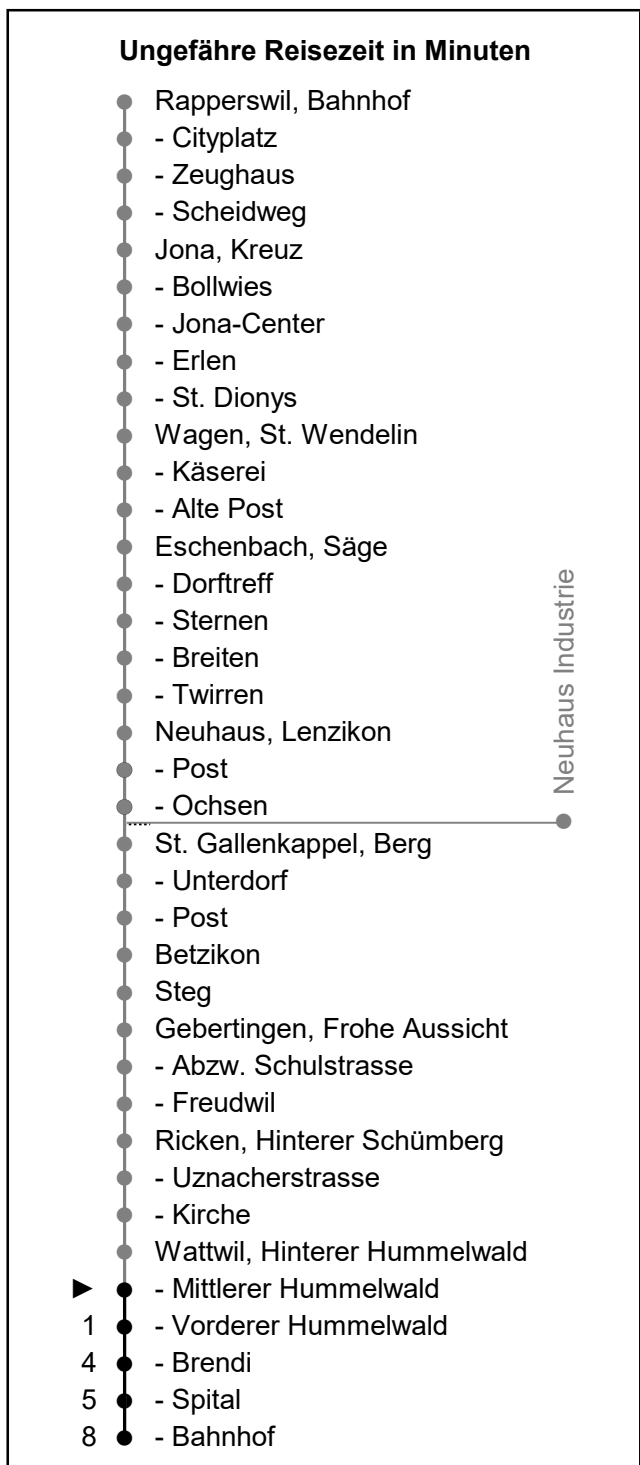 Ungefähre Reisezeit in Minuten
Rapperswil, Bahnhof
- Cityplatz
- Zeughaus
- Scheidweg
Jona, Kreuz
- Bollwies
- Jona-Center
- Erlen
- St. Dionys
Wagen, St. Wendelin
- Käserei
- Alte Post
Eschenbach, Säge
- Dorftreff
- Sternen
- Breiten
- Twirren
Neuhaus, Lenzikon
- Post
- Ochsen
Neuhaus Industrie
St. Gallenkappel, Berg
- Unterdorf
- Post
Betzikon
Steg
Gebertingen, Frohe Aussicht
- Abzw. Schulstrasse
- Freudwil
Ricken, Hinterer Schümberg
- Uznacherstrasse
- Kirche
Wattwil, Hinterer Hummelwald
► - Mittlerer Hummelwald
1 - Vorderer Hummelwald
4 - Brendi
5 - Spital
8 - Bahnhof